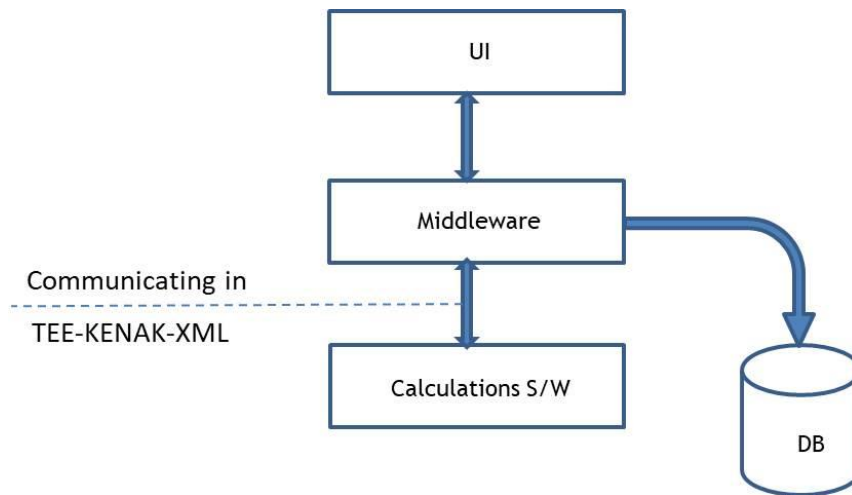 UI
Middleware
Communicating in
TEE-KENAK-XML
Calculations S/W
DB